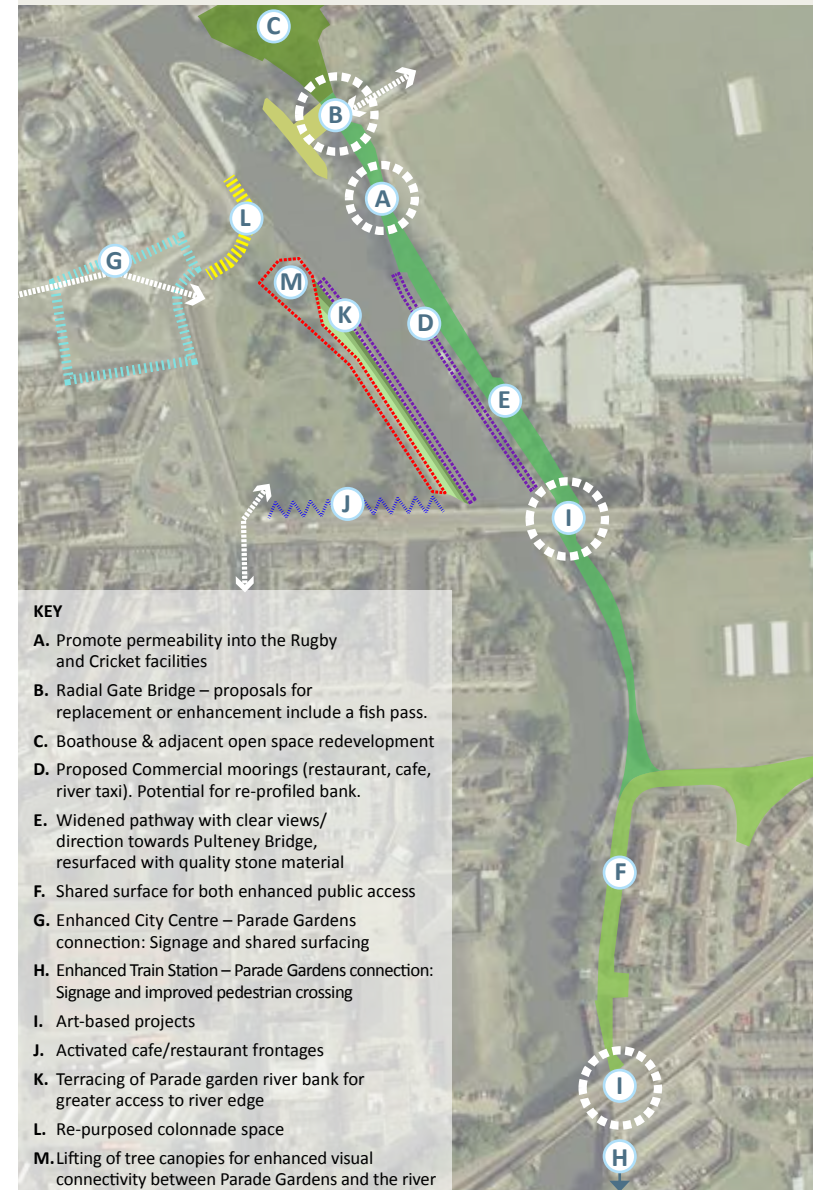 C
B
A
L
G
M
K
D
E
J
I
KEY
A. Promote permeability into the Rugby
and Cricket facilities
B. Radial Gate Bridge – proposals for
replacement or enhancement include a fish pass.
C. Boathouse & adjacent open space redevelopment
D. Proposed Commercial moorings (restaurant, cafe,
river taxi). Potential for re-profiled bank.
E. Widened pathway with clear views/
direction towards Pulteney Bridge,
resurfaced with quality stone material
F. Shared surface for both enhanced public access
G. Enhanced City Centre – Parade Gardens
connection: Signage and shared surfacing
H. Enhanced Train Station – Parade Gardens connection:
Signage and improved pedestrian crossing
I. Art-based projects
J. Activated cafe/restaurant frontages
K. Terracing of Parade garden river bank for
greater access to river edge
L. Re-purposed colonnade space
M. Lifting of tree canopies for enhanced visual
connectivity between Parade Gardens and the river
F
I
H